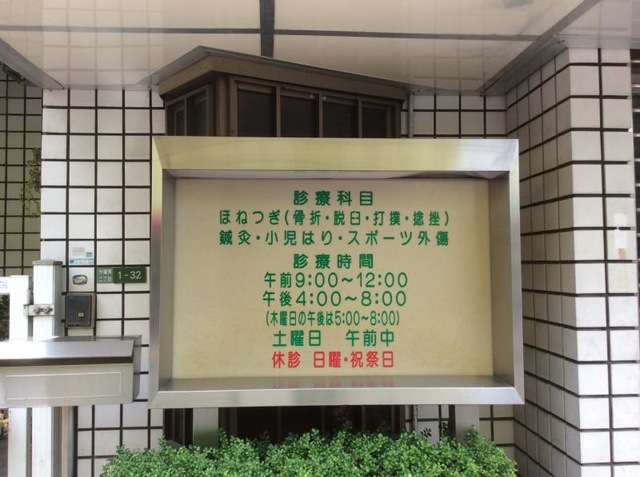 診療科目
ほねつぎ(骨折・脱臼・打撲・捻挫)
鍼灸・小児はり・スポーツ外傷
診療時間
午前9:00~12:00
午後4:00~8:00
(木曜日の午後は5:00~8:00)
土曜日 午前中
休診 日曜・祝祭日
二丁目
1-32